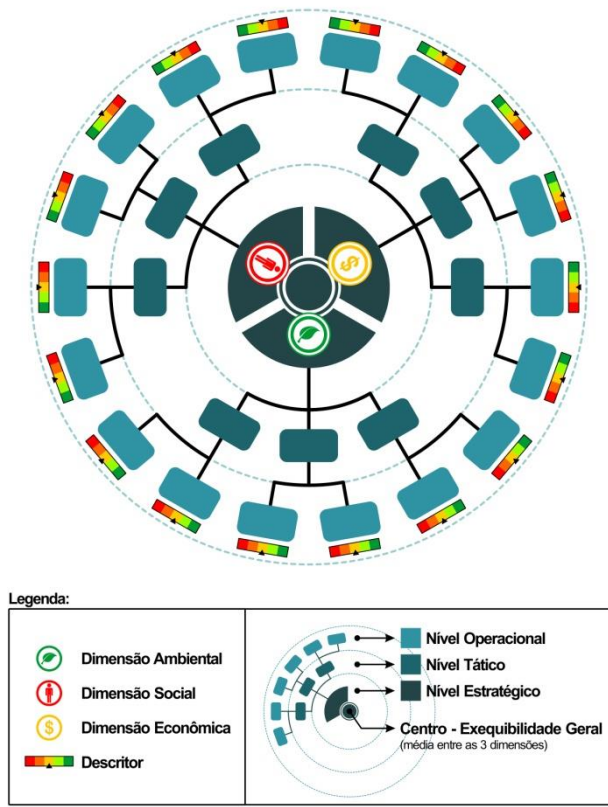 $
Legenda:
Dimensão Ambiental
Dimensão Social
$ Dimensão Econômica
Descritor
Nível Operacional
Nível Tático
Nível Estratégico
Centro - Exequibilidade Geral
(média entre as 3 dimensões)